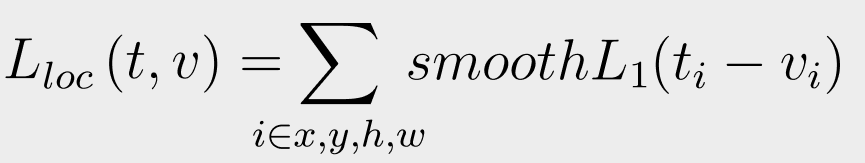 L_{loc} (t, v) = \sum_{i \in x,y,h,w} smoothL_1(t_i - v_i)